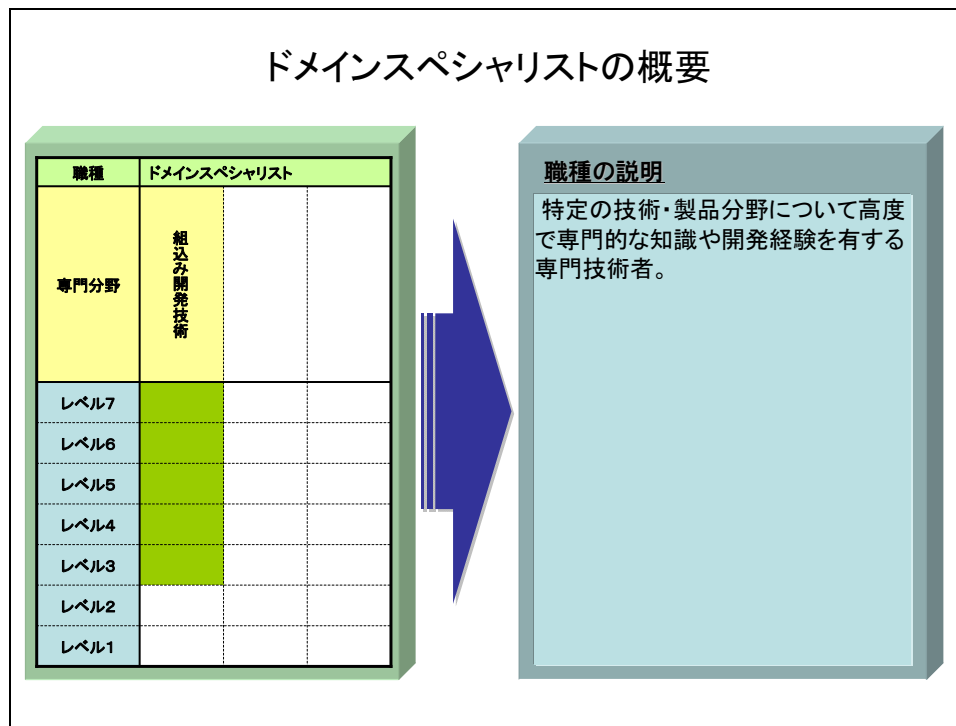 ドメインスペシャリストの概要
職種
ドメインスペシャリスト
専門分野
組込み開発技術
レベル7
レベル6
レベル5
レベル4
レベル3
レベル2
レベル1
職種の説明
特定の技術・製品分野について高度
で専門的な知識や開発経験を有する
専門技術者。